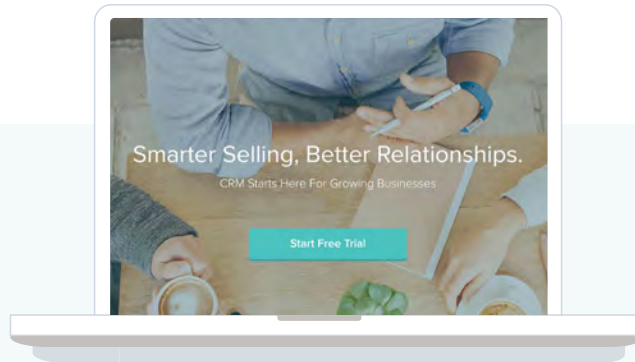 Smarter Selling, Better Relationships.
CRM Starts Here For Growing Businesses
Start Free Trial